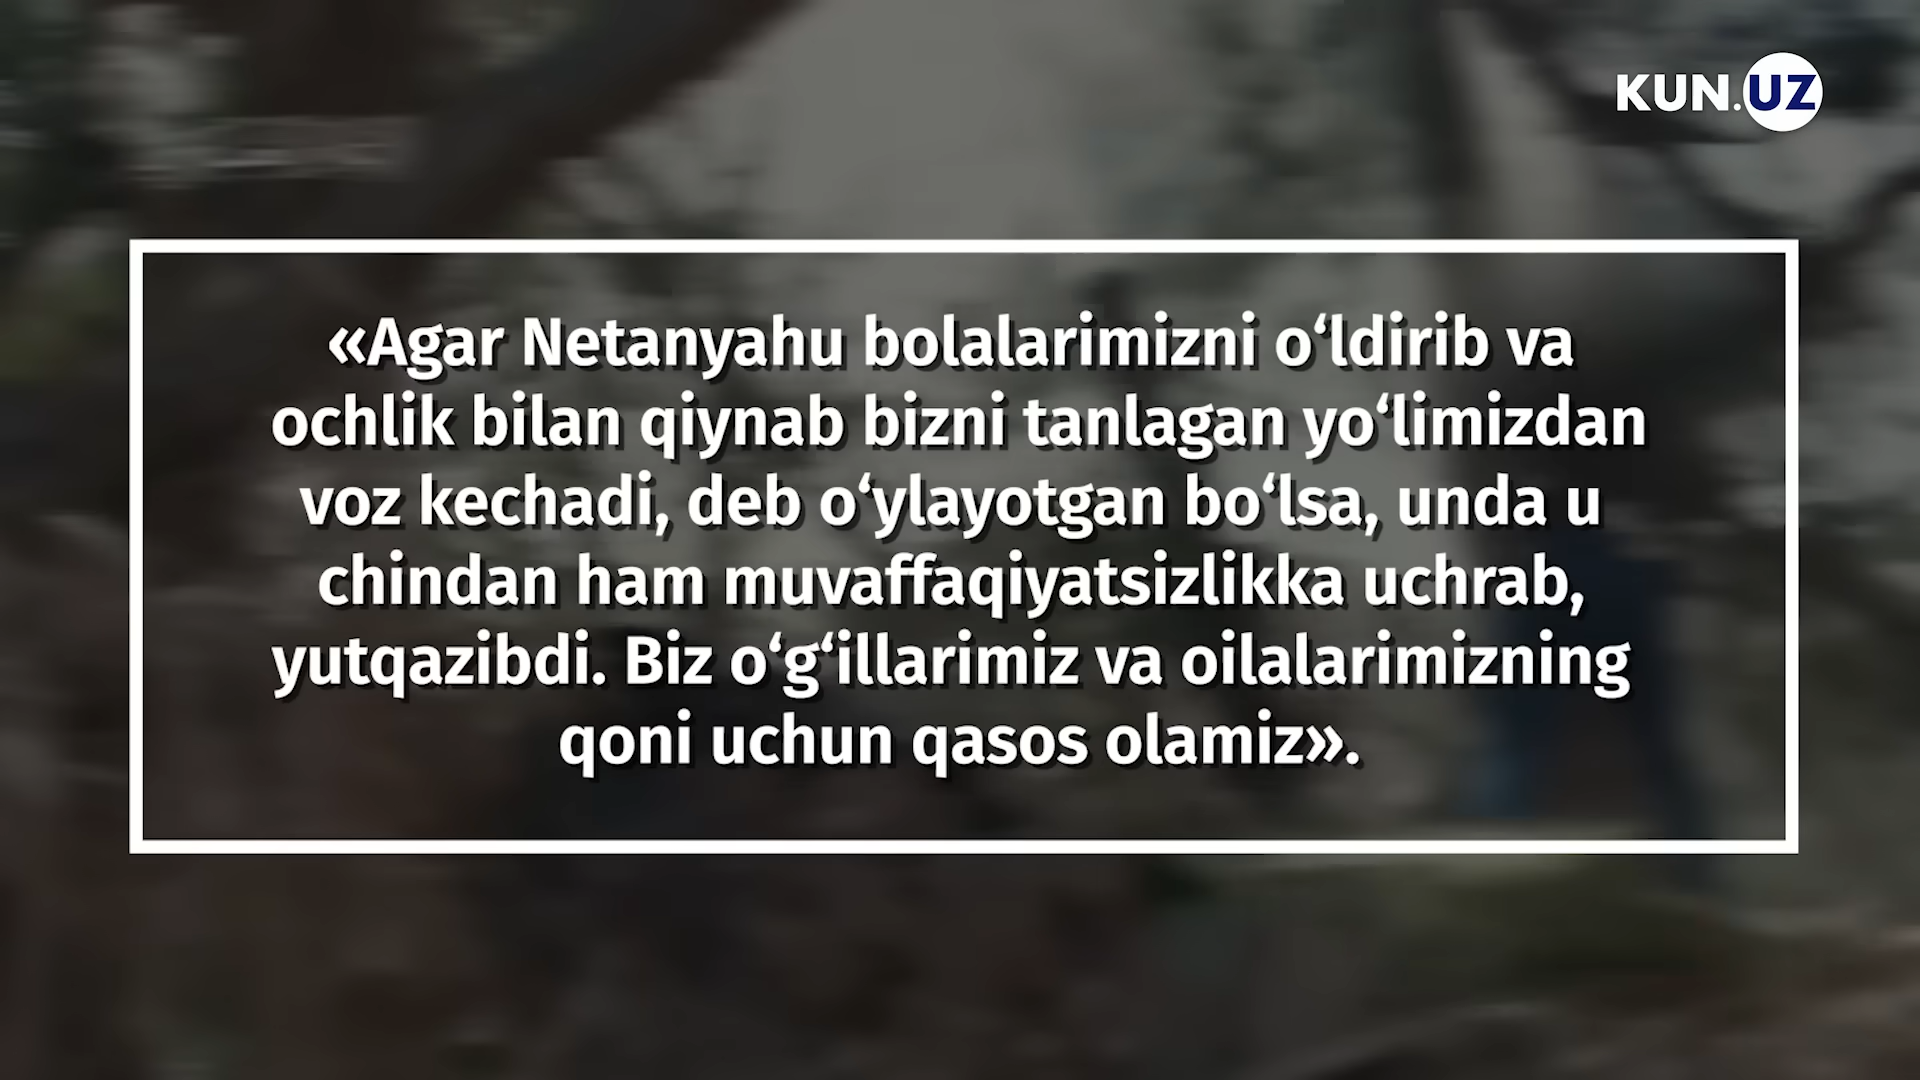 KUN.UZ
«Agar Netanyahu bolalarimizni o‘ldirib va
ochlik bilan qiynab bizni tanlagan yo‘limizdan
voz kechadi, deb o‘ylayotgan bo‘lsa, unda u
chindan ham muvaffaqiyatsizlikka uchrab,
yutqazibdi. Biz o‘g‘illarimiz va oilalarimizning
qoni uchun qasos olamiz».